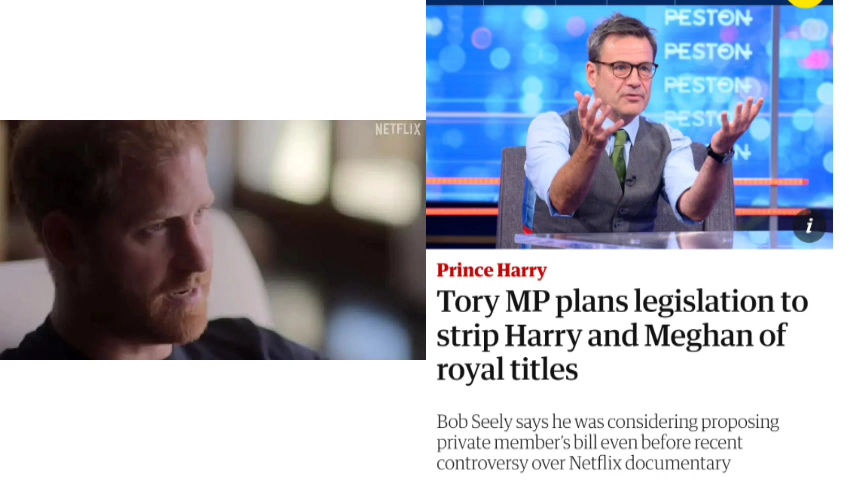 NETFLIX
PESTON
PESTON
PESTON
PESTON
i
Prince Harry
Tory MP plans legislation to
strip Harry and Meghan of
royal titles
Bob Seely says he was considering proposing
private member's bill even before recent
controversy over Netflix documentary